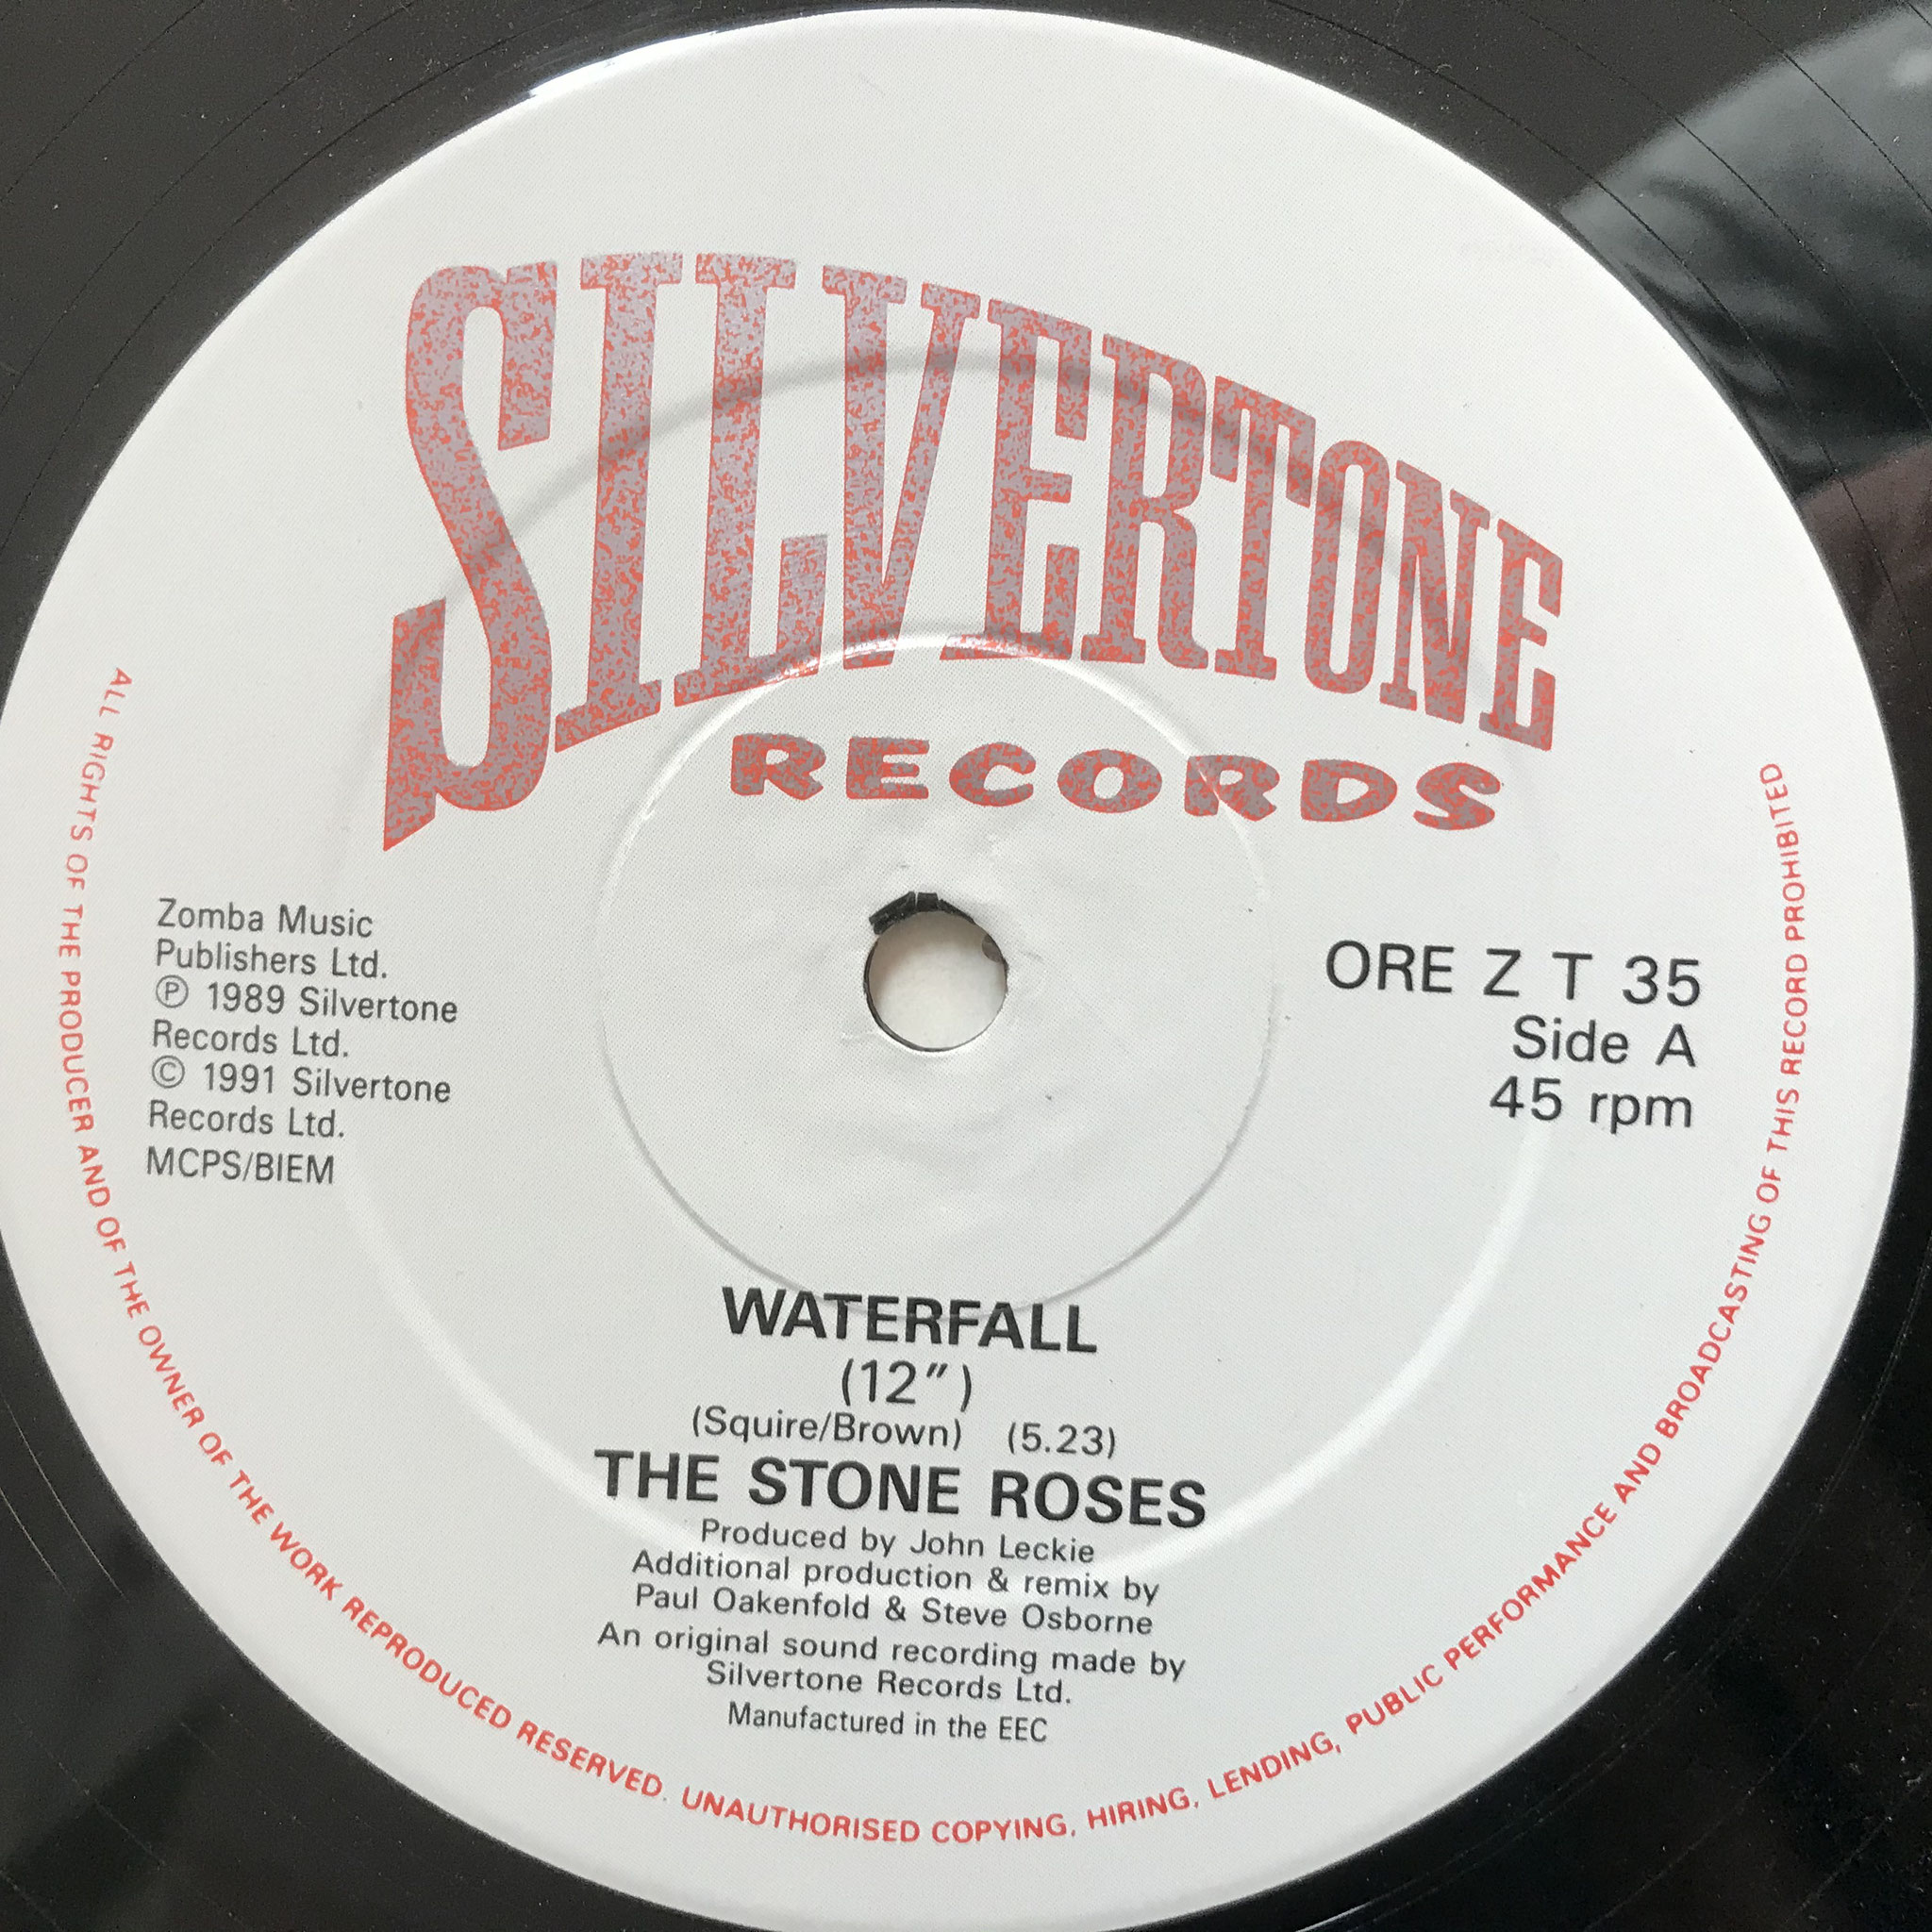 SILVERTONE
RECORDS
Zomba Music
Publishers Ltd.
Ⓟ 1989 Silvertone
Records Ltd.
© 1991 Silvertone
Records Ltd.
MCPS/BIEM
ORE Z T 35
Side A
45 rpm
WATERFALL
(12")
(Squire/Brown) (5.23)
THE STONE ROSES
Produced by John Leckie
Additional production & remix by
Paul Oakenfold & Steve Osborne
An original sound recording made by
Silvertone Records Ltd.
Manufactured in the EEC
ALL RIGHTS OF THE PRODUCER AND OF THE OWNER OF THE WORK REPRODUCED RESERVED. UNAUTHORISED COPYING, HIRING, LENDING, PUBLIC PERFORMANCE AND BROADCASTING OF THIS RECORD PROHIBITED